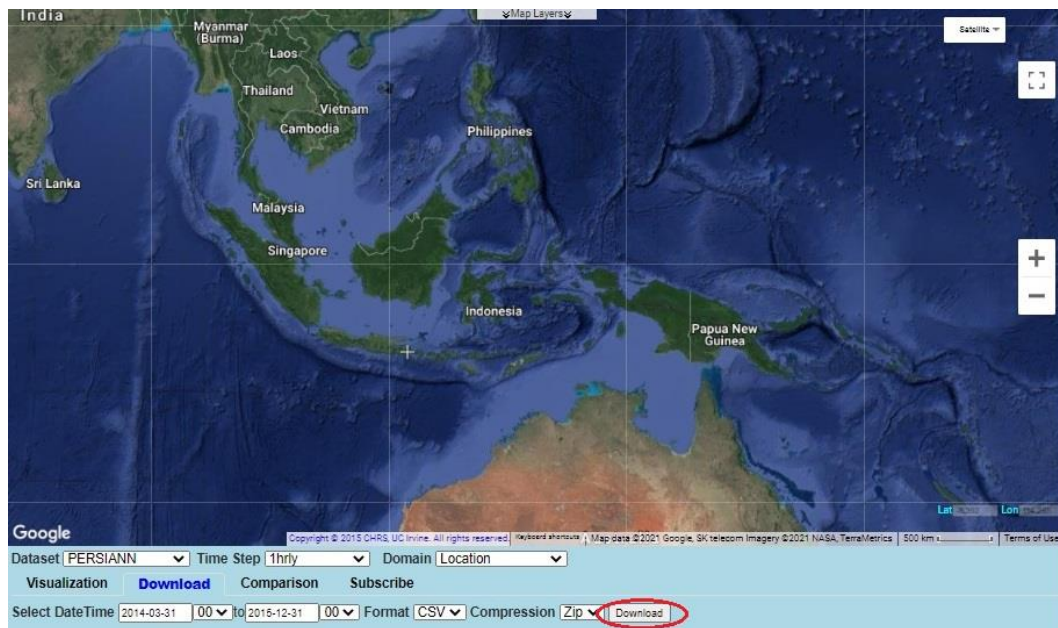 India
Map Layers
Myanmar
(Burma)
Satellite
Laos
Thailand
Vietnam
Cambodia
Philippines
Sri Lanka
Malaysia
Singapore
Indonesia
Papua New
Guinea
Lat Lon
Google
Copyright © 2015 CHRS, UC Irvine. All rights reserved. Keyboard shortcuts Map data ©2021 Google, SK telecom Imagery ©2021 NASA, TerraMetrics 500 km Terms of Use
Dataset PERSIANN Time Step 1hrly Domain Location
Visualization Download Comparison Subscribe
Select DateTime 2014-03-31 00 to 2015-12-31 00 Format CSV Compression Zip Download